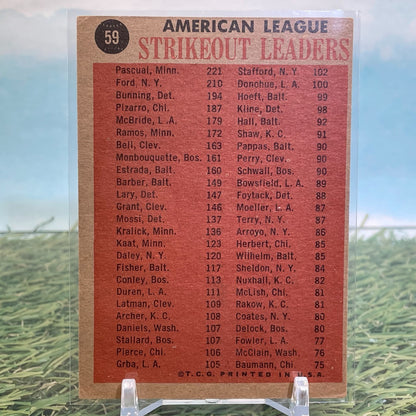 59
AMERICAN LEAGUE
STRIKEOUT LEADERS
Pascual, Minn. 221 Stafford, N. Y. 102
Ford, N. Y. 210 Donohue, L. A. 100
Bunning, Det. 194 Hoeft, Balt. 99
Pizarro, Chi. 187 Kline, Det. 98
McBride, L. A. 179 Hall, Balt. 92
Ramos, Minn. 172 Shaw, K. C. 91
Bell, Clev. 163 Pappas, Balt. 90
Monbouquette, Bos. 161 Perry, Clev. 90
Estrada, Balt. 160 Schwall, Bos. 90
Barber, Balt. 149 Bowsfield, L. A. 89
Lary, Det. 147 Foytack, Det. 88
Grant, Clev. 146 Moeller, L. A. 87
Mossi, Det. 137 Terry, N. Y. 87
Kralick, Minn. 136 Arroyo, N. Y. 86
Kaat, Minn. 123 Herbert, Chi. 85
Daley, N. Y. 120 Wilhelm, Balt. 85
Fisher, Balt. 117 Sheldon, N. Y. 84
Conley, Bos. 113 Nuxhall, K. C. 82
Duren, L. A. 111 McLish, Chi. 81
Latman, Clev. 109 Rakow, K. C. 81
Archer, K. C. 108 Coates, N. Y. 80
Daniels, Wash. 107 Delock, Bos. 80
Stallard, Bos. 107 Fowler, L. A. 77
Pierce, Chi. 106 McClain, Wash. 76
Grba, L. A. 105 Baumann, Chi. 75
©T.C.G. PRINTED IN U.S.A.